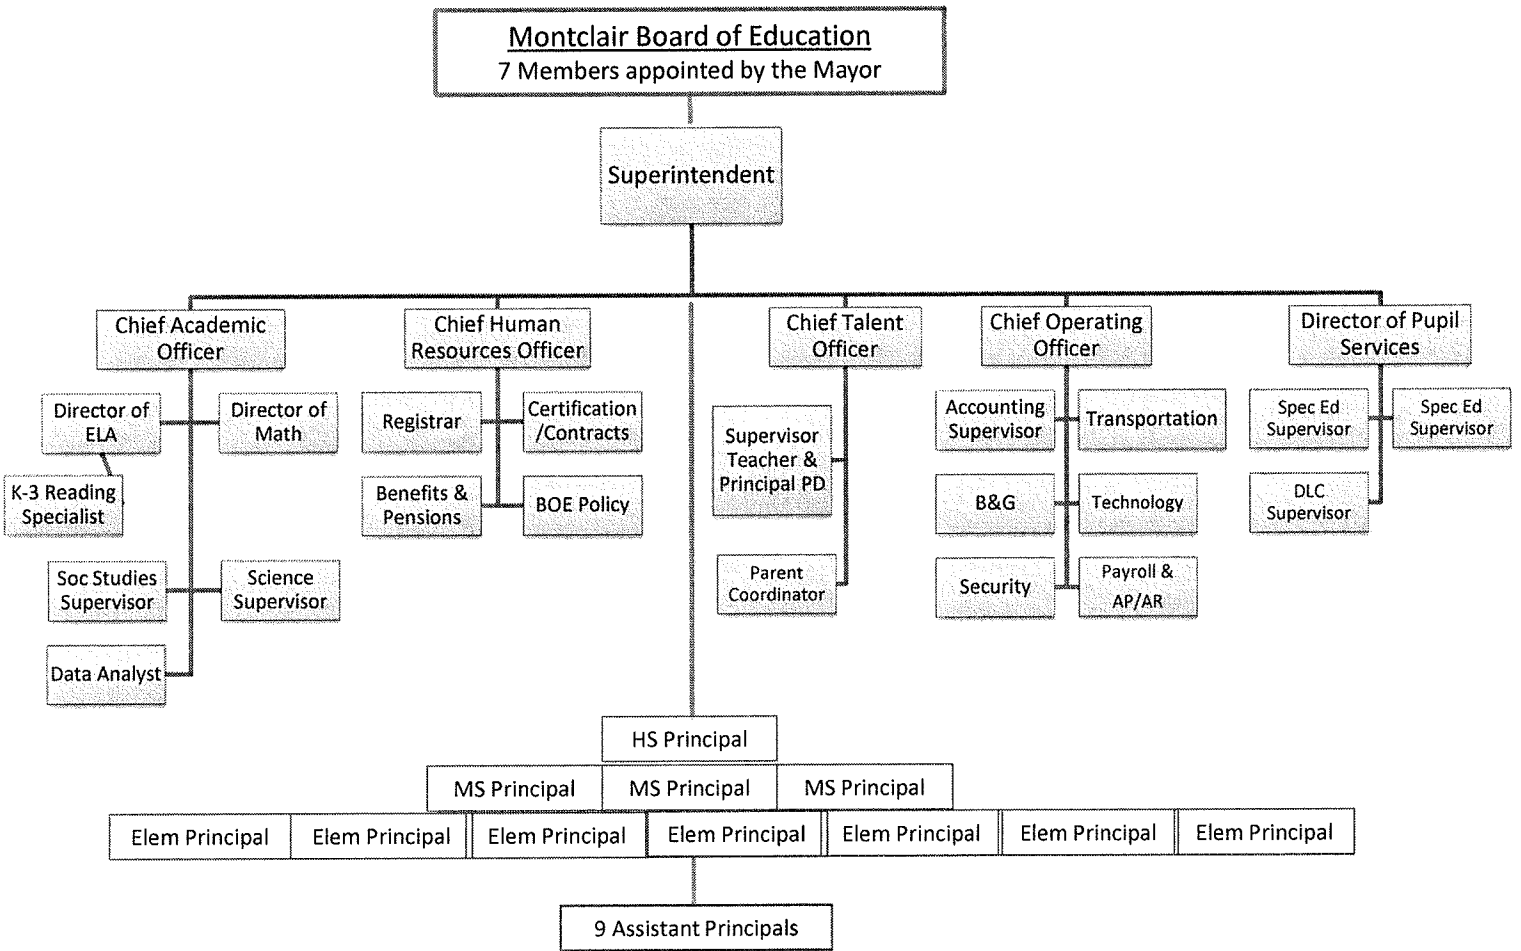 Montclair Board of Education
7 Members appointed by the Mayor
Superintendent
Chief Academic
Officer
Chief Human
Resources Officer
Chief Talent
Officer
Chief Operating
Officer
Director of Pupil
Services
Director of
ELA
Director of
Math
K-3 Reading
Specialist
Soc Studies
Supervisor
Science
Supervisor
Data Analyst
Registrar
Certification
/Contracts
Benefits &
Pensions
BOE Policy
Supervisor
Teacher &
Principal PD
Parent
Coordinator
Accounting
Supervisor
Transportation
B&G
Technology
Security
Payroll &
AP/AR
Spec Ed
Supervisor
Spec Ed
Supervisor
DLC
Supervisor
HS Principal
MS Principal MS Principal MS Principal
Elem Principal Elem Principal Elem Principal Elem Principal Elem Principal Elem Principal Elem Principal
9 Assistant Principals